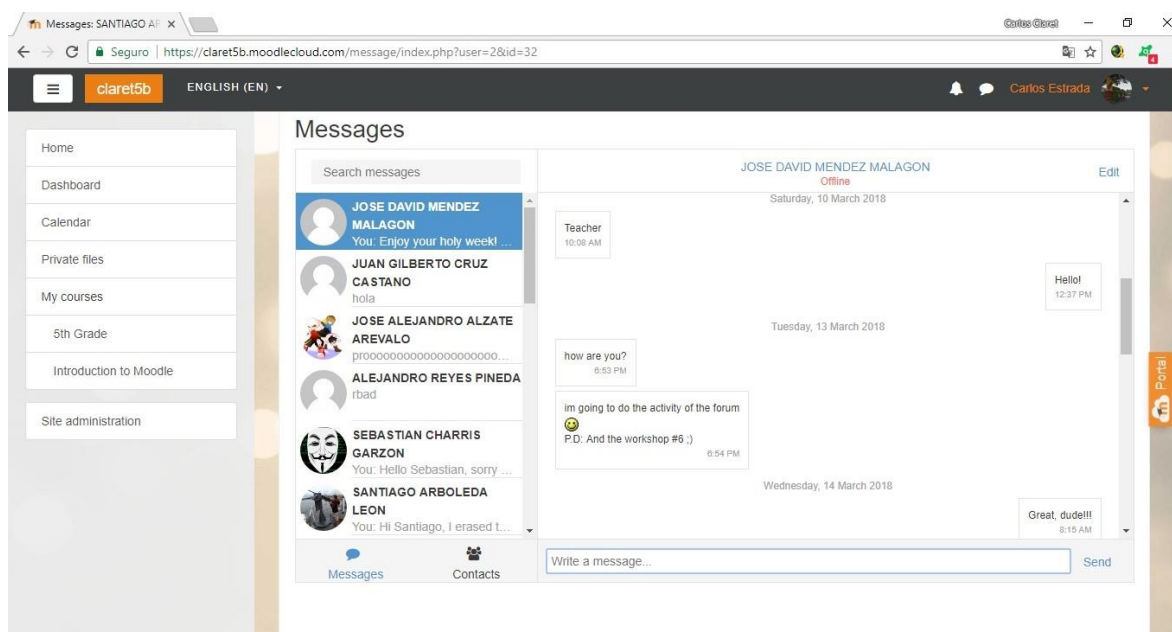 Messages: SANTIAGO AR
Carlos Claret
Seguro
https://claret5b.moodlecloud.com/message/index.php?user=2&id=32
claret5b
ENGLISH (EN)
Carlos Estrada
Home
Dashboard
Calendar
Private files
My courses
5th Grade
Introduction to Moodle
Site administration
Messages
Search messages
JOSE DAVID MENDEZ
MALAGON
You: Enjoy your holy week! ...
JUAN GILBERTO CRUZ
CASTANO
hola
JOSE ALEJANDRO ALZATE
AREVALO
prooooooooooooooooooooo...
ALEJANDRO REYES PINEDA
rbad
SEBASTIAN CHARRIS
GARZON
You: Hello Sebastian, sorry ...
SANTIAGO ARBOLEDA
LEON
You: Hi Santiago, I erased t...
Messages
Contacts
JOSE DAVID MENDEZ MALAGON
Offline
Edit
Saturday, 10 March 2018
Teacher
10:08 AM
Hello!
12:37 PM
Tuesday, 13 March 2018
how are you?
6:53 PM
im going to do the activity of the forum
P.D: And the workshop #6 ;)
6:54 PM
Wednesday, 14 March 2018
Great, dude!!!
8:15 AM
Write a message...
Send
Portal